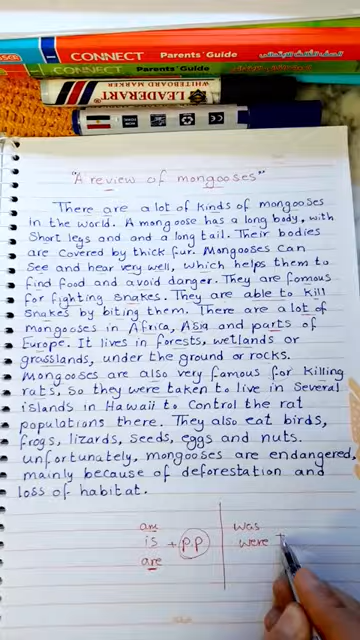 CONNECT Parents' Guide
CONNECT Parents' Guide
LEADERART
WHITEBOARD MARKER
"A review of mongooses"
There are a lot of kinds of mongooses
in the world. A mongoose has a long body, with
short legs and and a long tail. Their bodies
are covered by thick fur. Mongooses can
see and hear very well, which helps them to
find food and avoid danger. They are famous
for fighting snakes. They are able to kill
snakes by biting them. There are a lot of
mongooses in Africa, Asia and parts of
Europe. It lives in forests, wetlands or
grasslands, under the ground or rocks.
Mongooses are also very famous for killing
rats, so they were taken to live in several
islands in Hawaii to control the rat
populations there. They also eat birds,
frogs, lizards, seeds, eggs and nuts.
unfortunately, mongooses are endangered,
mainly because of deforestation and
loss of habitat.
am
is + p.p
are
was
were